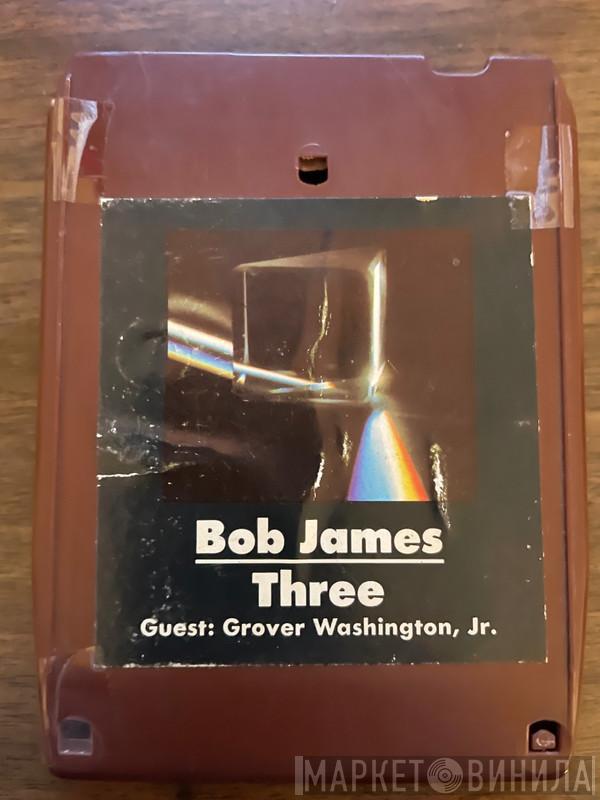 Bob James
Three
Guest: Grover Washington, Jr.
МАРКЕТ ВИНИЛА